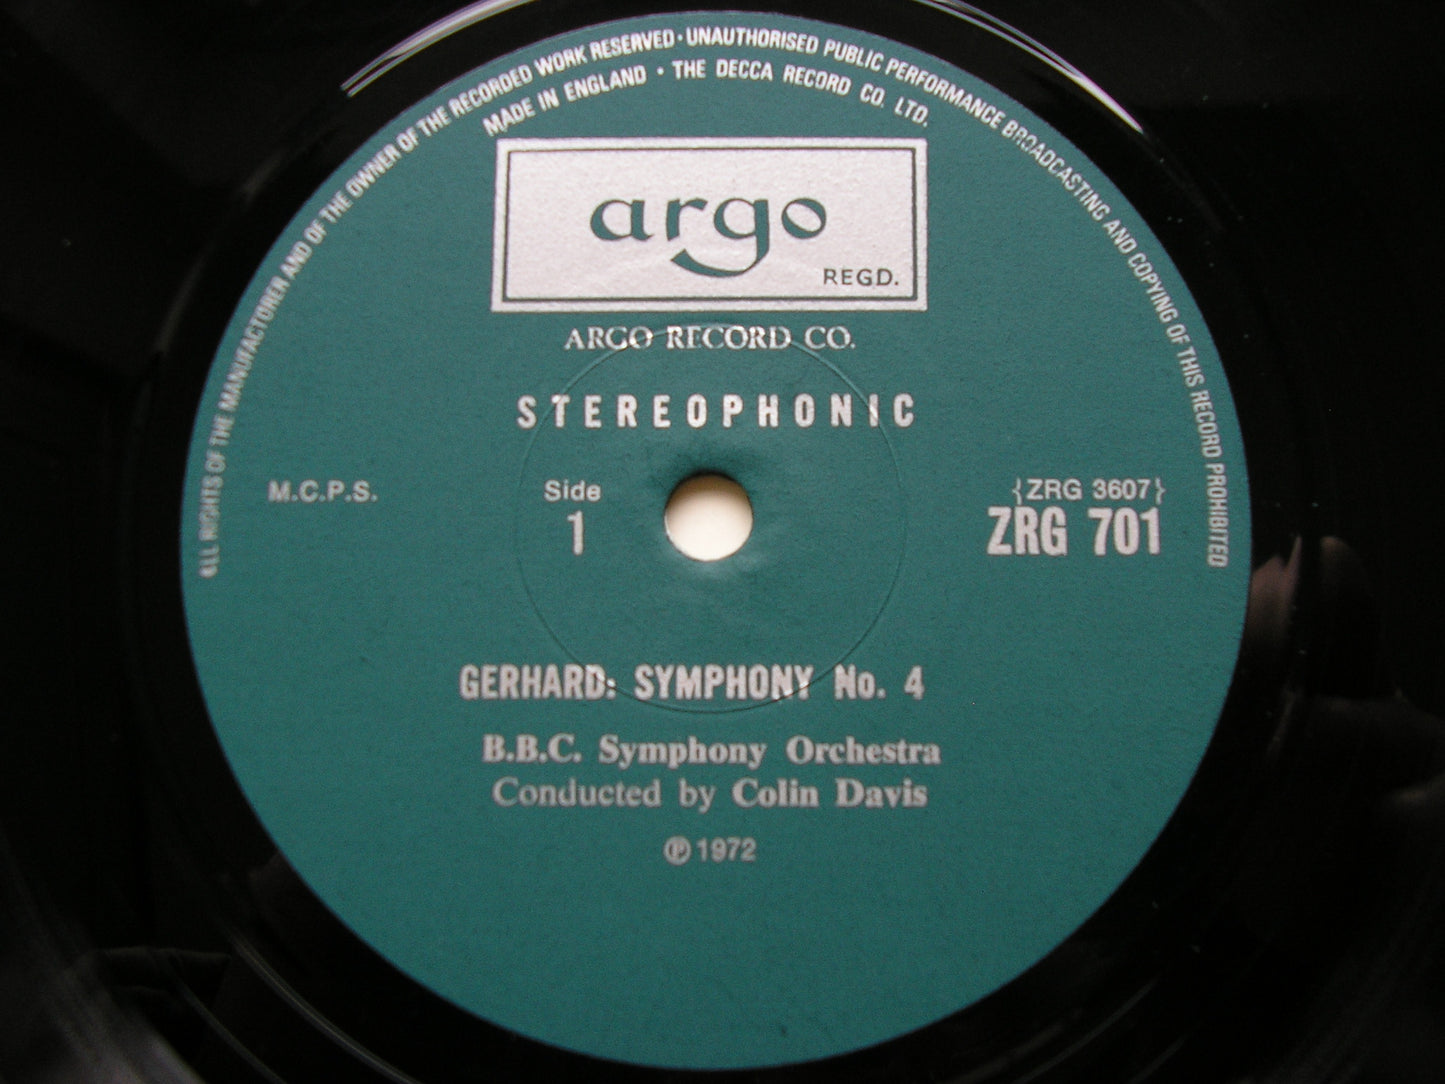 ALL RIGHTS OF THE MANUFACTURER AND OF THE OWNER OF THE RECORDED WORK RESERVED · UNAUTHORISED PUBLIC PERFORMANCE BROADCASTING AND COPYING OF THIS RECORD PROHIBITED
MADE IN ENGLAND · THE DECCA RECORD CO. LTD.
argo
REGD.
ARGO RECORD CO.
STEREOPHONIC
M.C.P.S.
Side
1
{ZRG 3607}
ZRG 701
GERHARD: SYMPHONY No. 4
B.B.C. Symphony Orchestra
Conducted by Colin Davis
℗ 1972